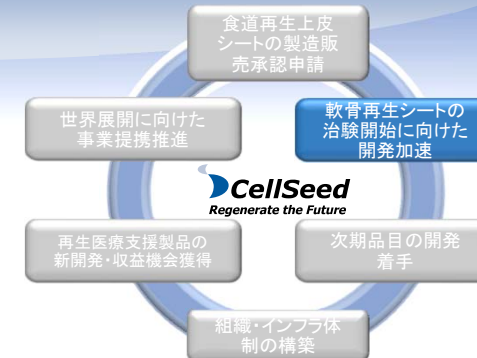 食道再生上皮
シートの製造販
売承認申請
世界展開に向けた
事業提携推進
軟骨再生シートの
治験開始に向けた
開発加速
CellSeed
Regenerate the Future
再生医療支援製品の
新開発・収益機会獲得
次期品目の開発
着手
組織・インフラ体
制の構築